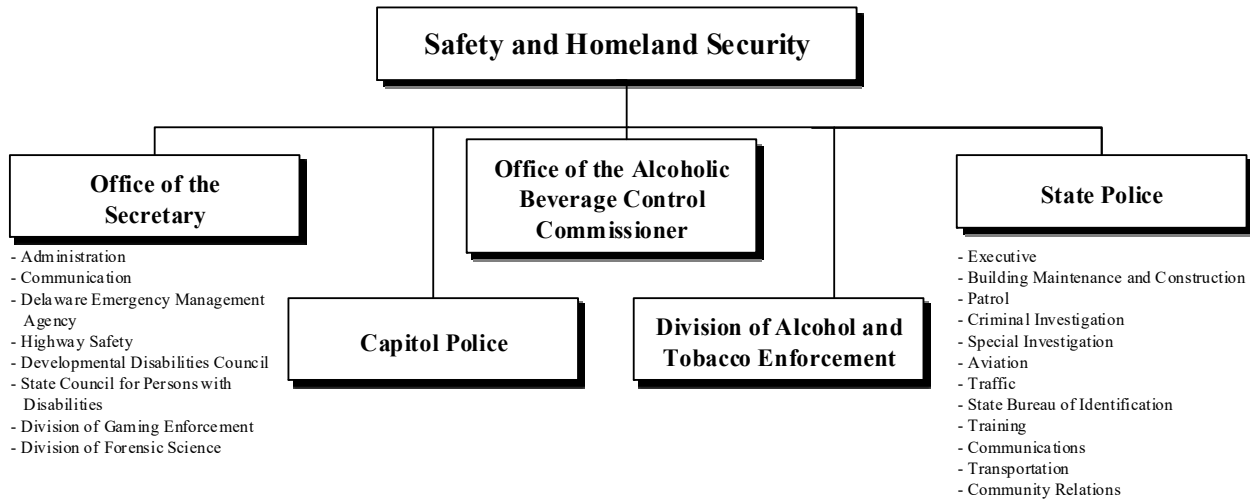 Safety and Homeland Security
Office of the
Secretary
- Administration
- Communication
- Delaware Emergency Management
Agency
- Highway Safety
- Developmental Disabilities Council
- State Council for Persons with
Disabilities
- Division of Gaming Enforcement
- Division of Forensic Science
Capitol Police
Office of the Alcoholic
Beverage Control
Commissioner
Division of Alcohol and
Tobacco Enforcement
State Police
- Executive
- Building Maintenance and Construction
- Patrol
- Criminal Investigation
- Special Investigation
- Aviation
- Traffic
- State Bureau of Identification
- Training
- Communications
- Transportation
- Community Relations